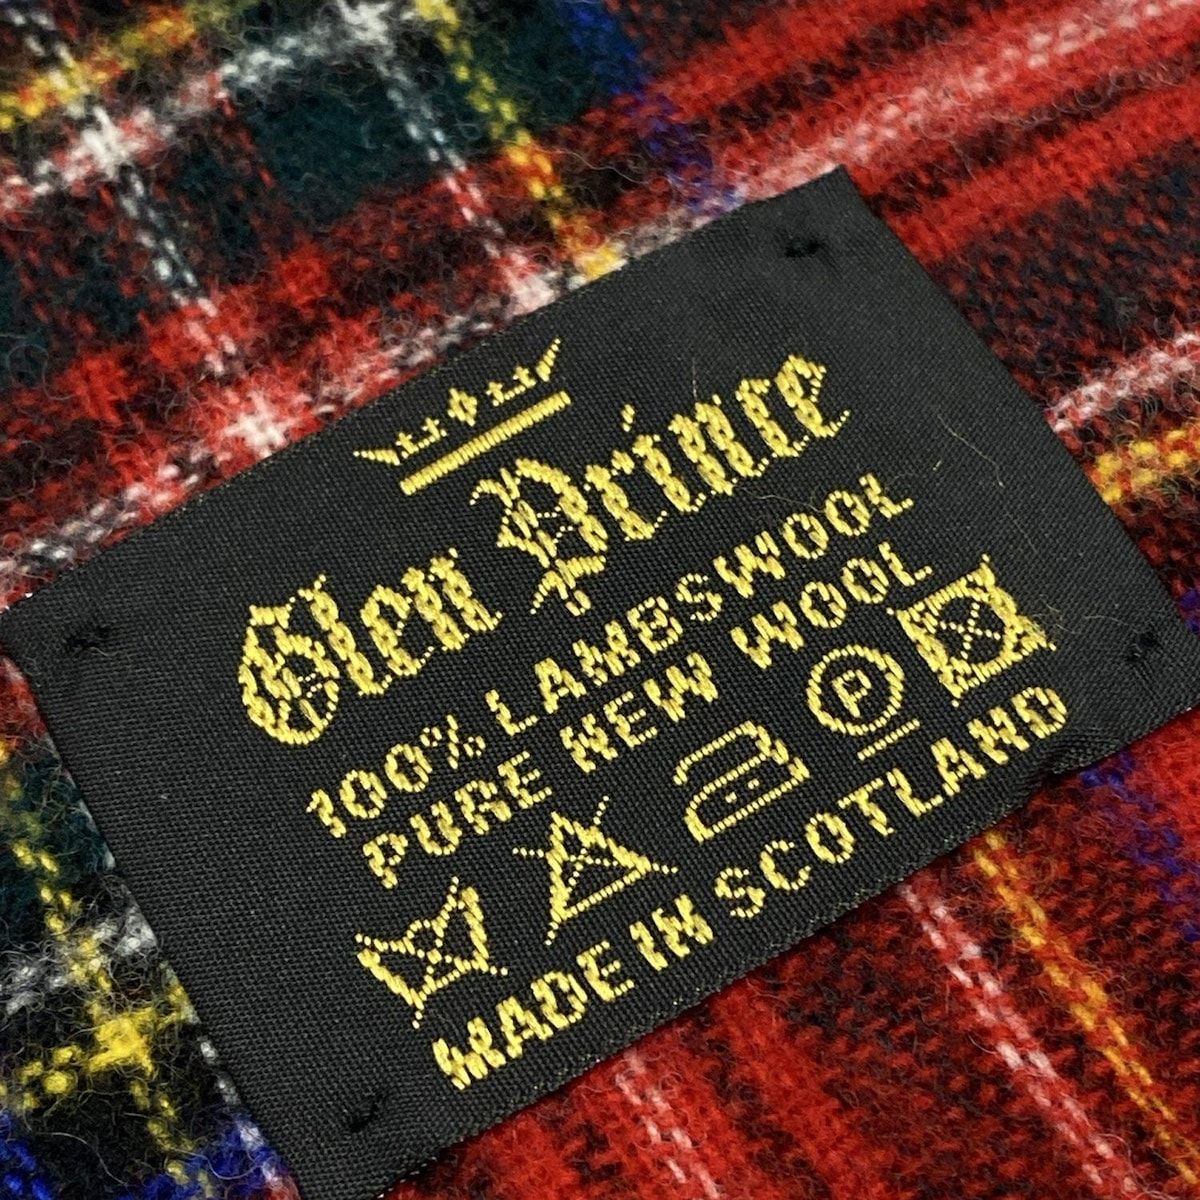 Glen Prince
100% LAMBSWOOL
PURE NEW WOOL
P
MADE IN SCOTLAND